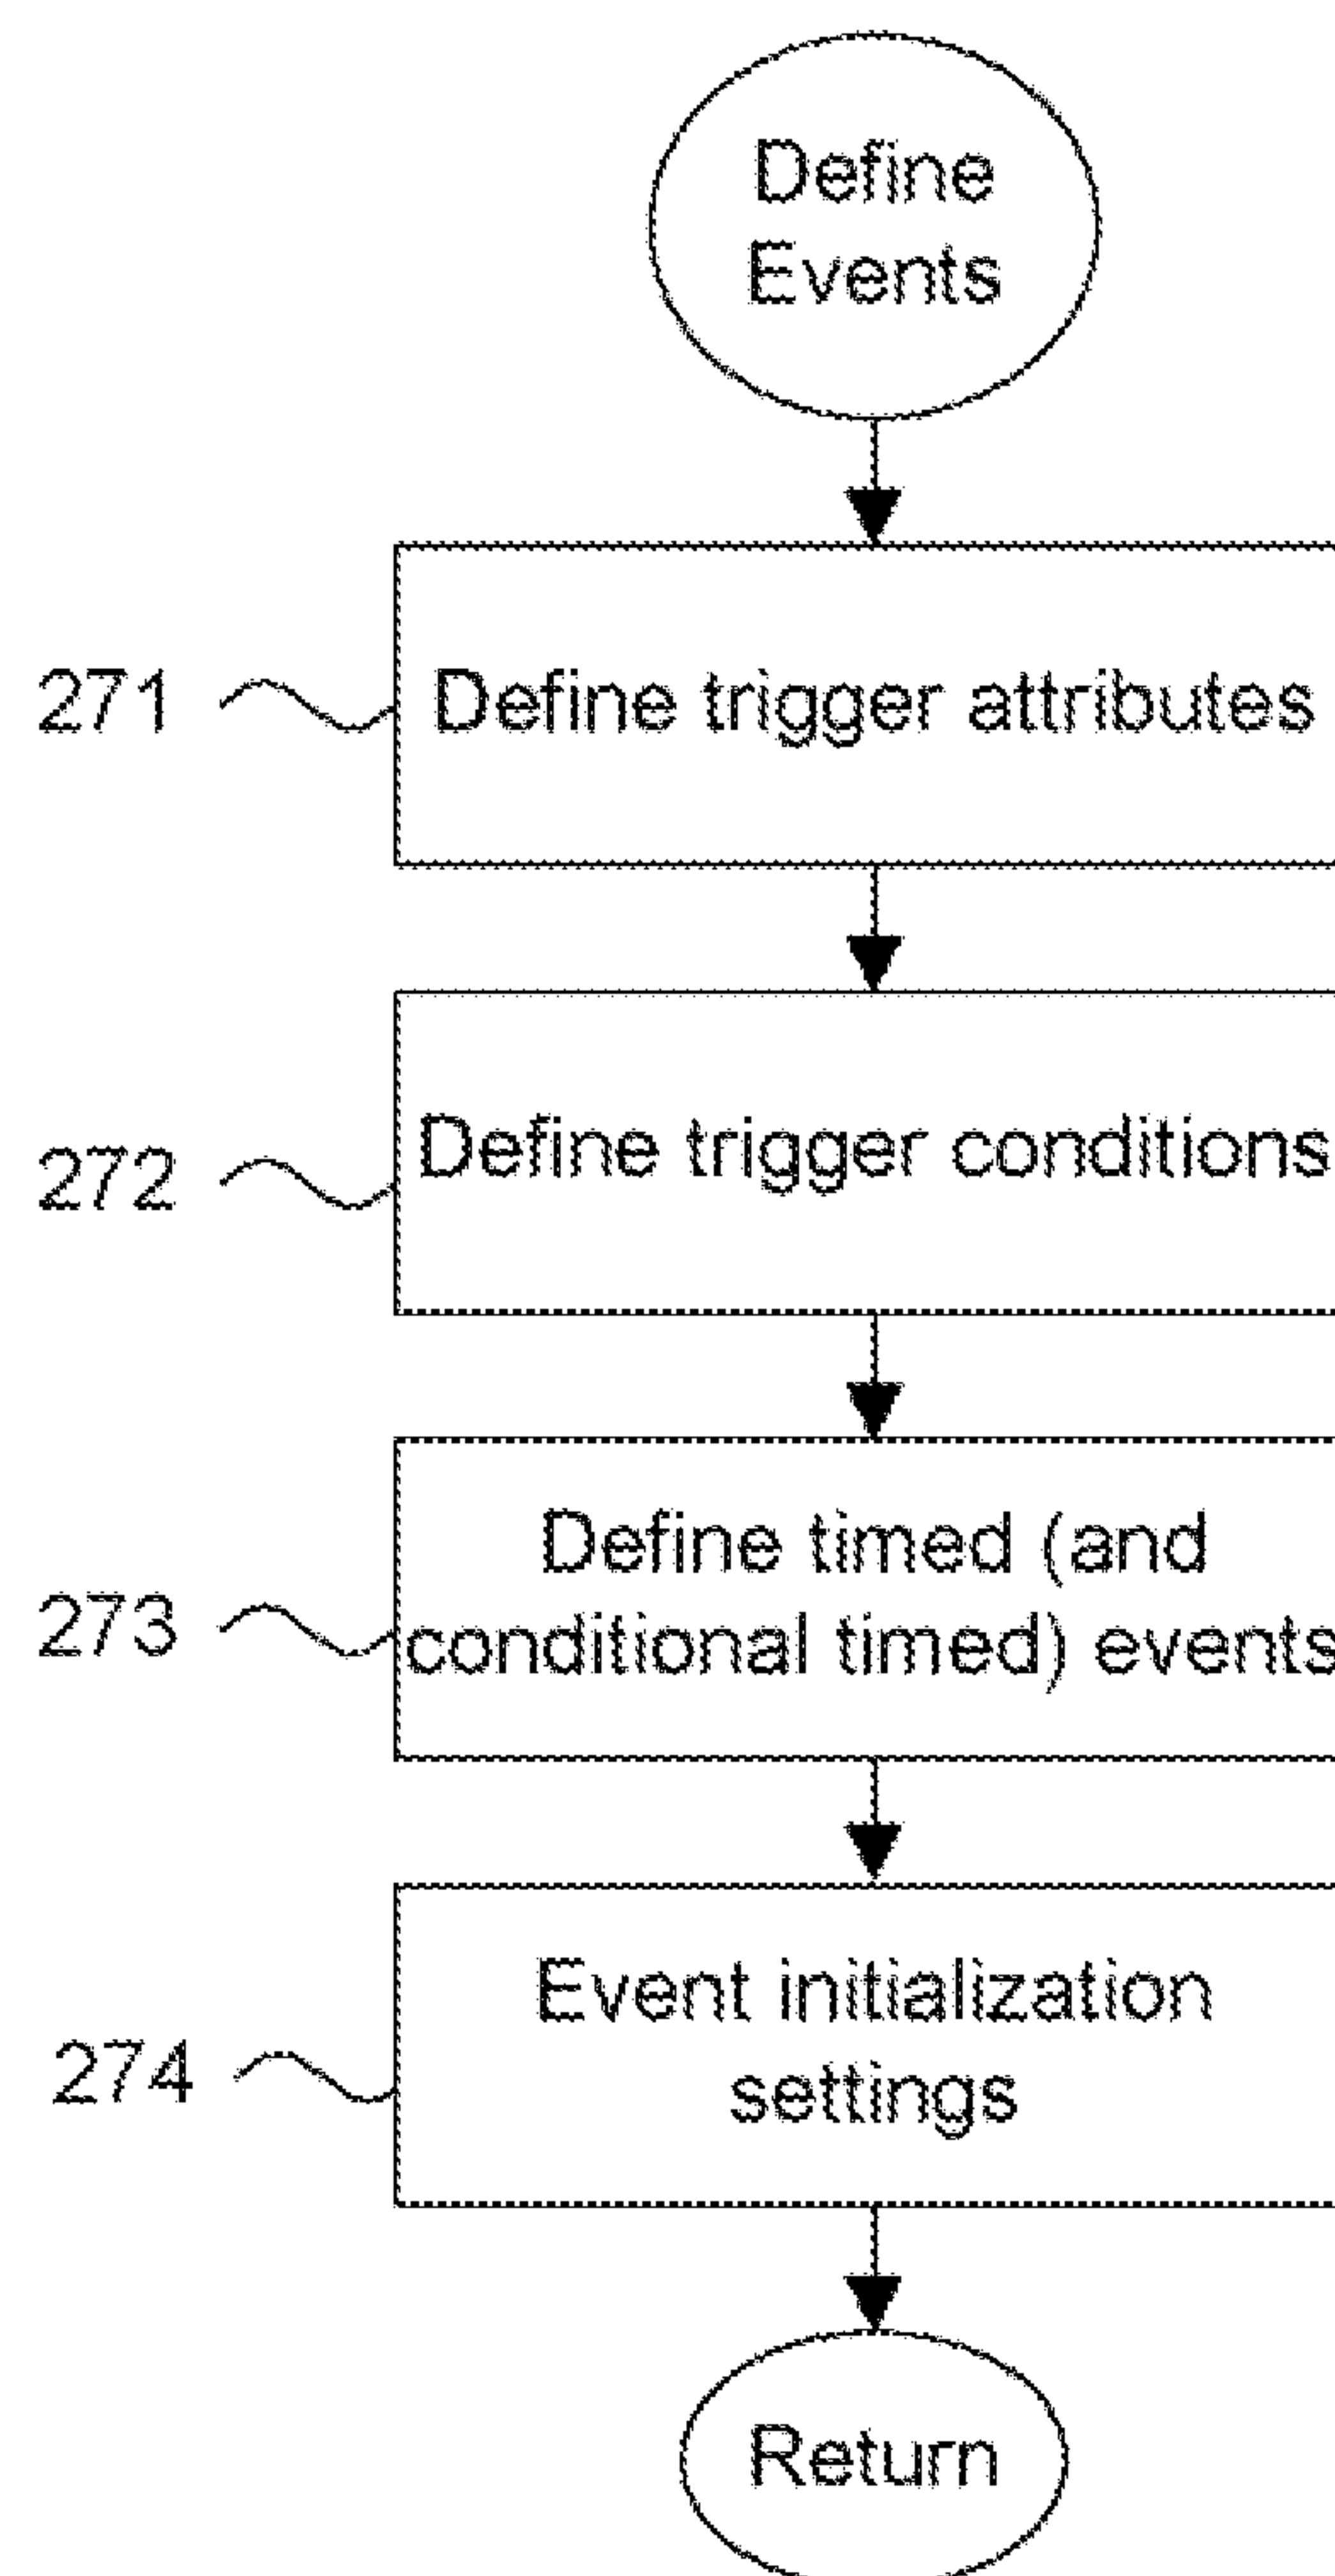 Define
Events
271
Define trigger attributes
272
Define trigger conditions
Define timed (and
273
conditional timed) events
Event initialization
274
settings
Return